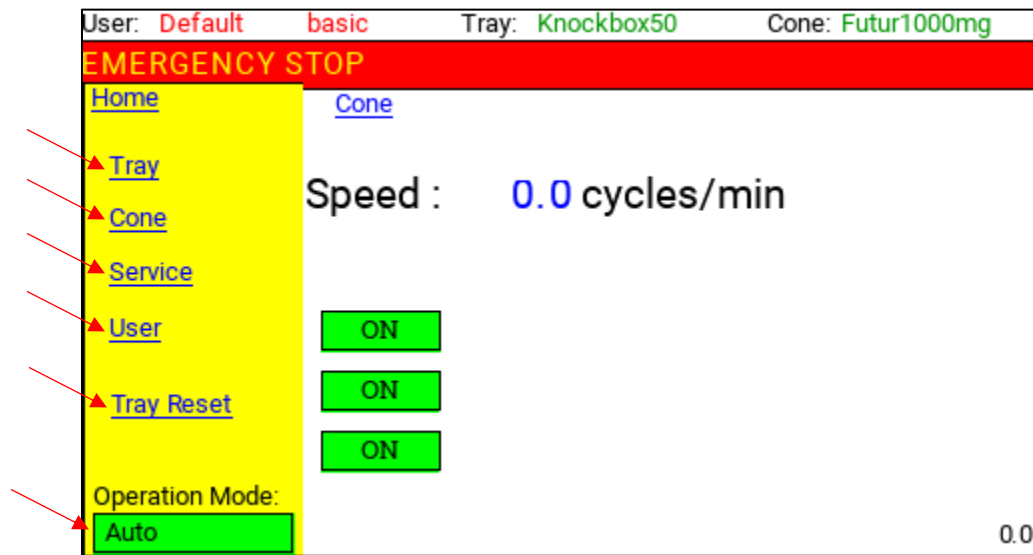 User: Default basic Tray: Knockbox50 Cone: Futur1000mg
EMERGENCY STOP
Home
Cone
Tray
Speed : 0.0 cycles/min
Cone
Service
User
ON
Tray Reset
ON
ON
Operation Mode:
Auto
0.0